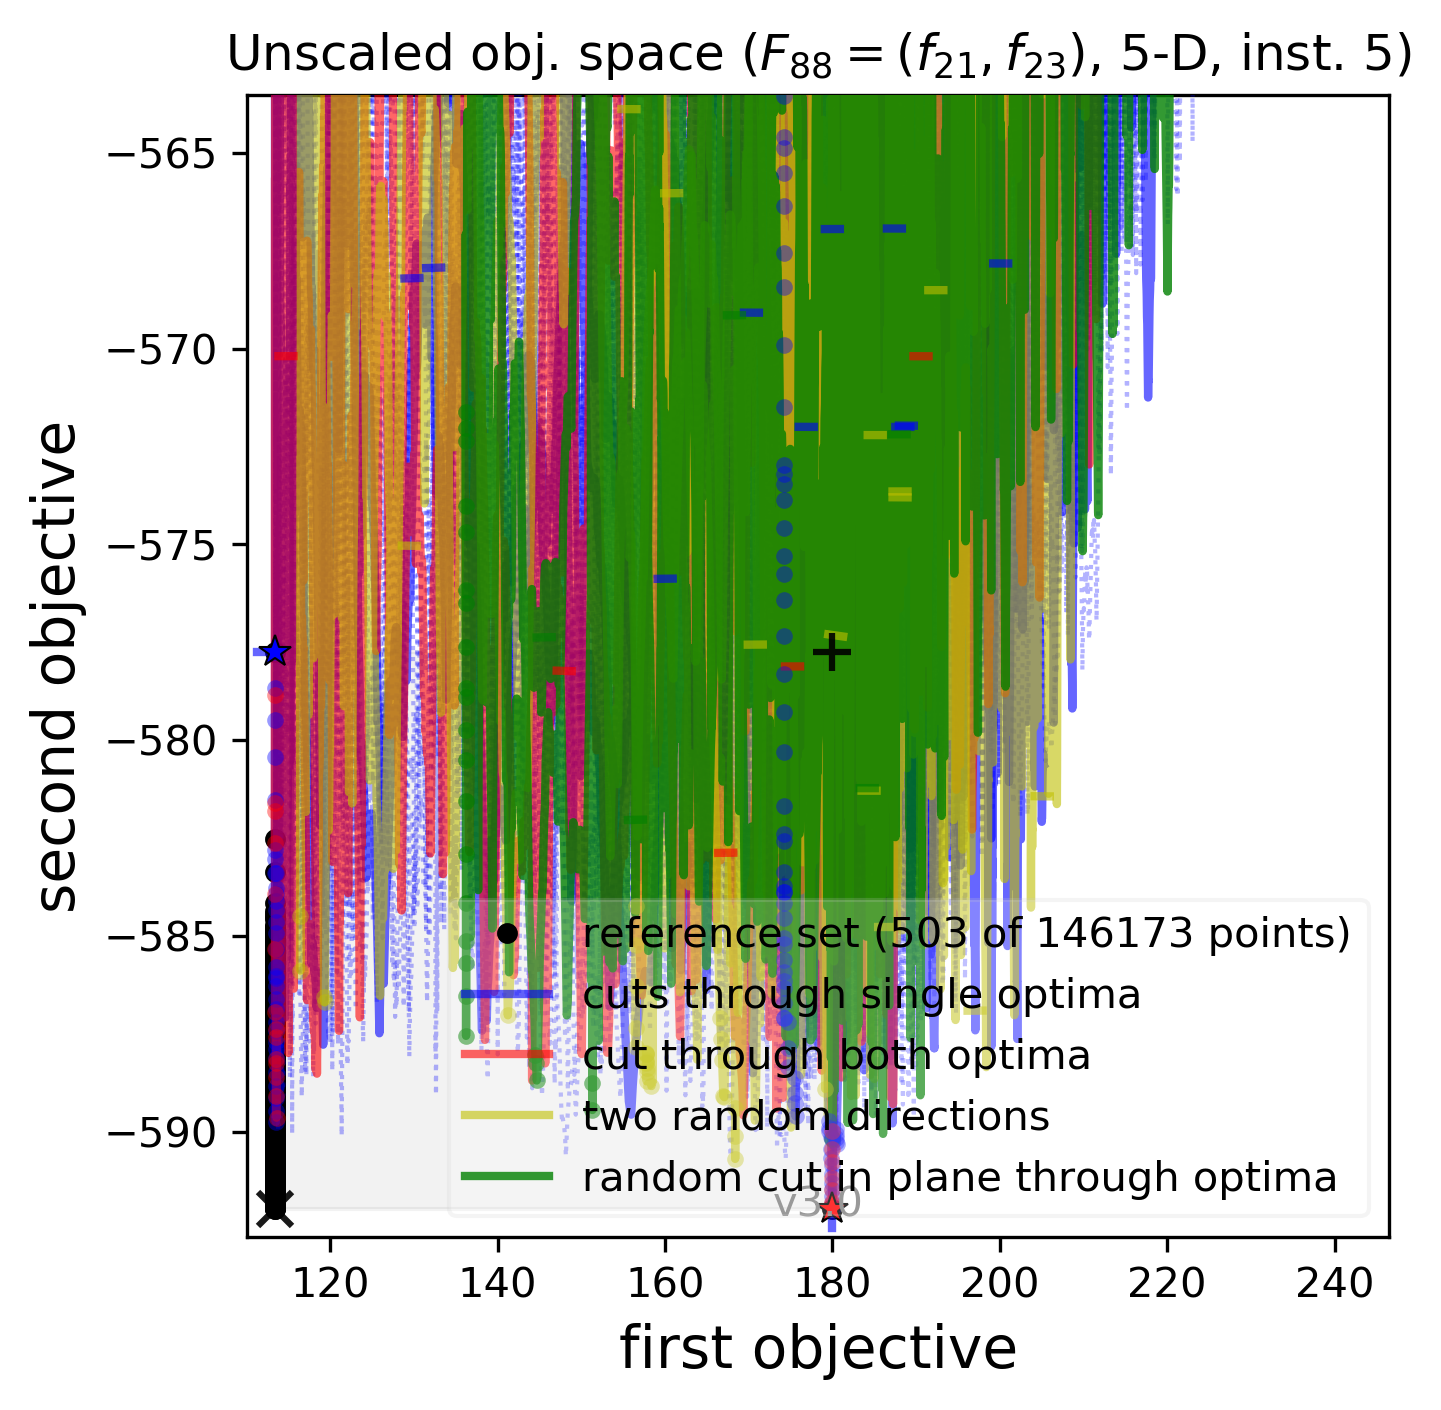 Unscaled obj. space (F₈₈ = (f₂₁, f₂₃), 5-D, inst. 5)
−565
−570
−575
−580
−585
−590
second objective
reference set (503 of 146173 points)
cuts through single optima
cut through both optima
two random directions
random cut in plane through optima
v3.0
120 140 160 180 200 220 240
first objective